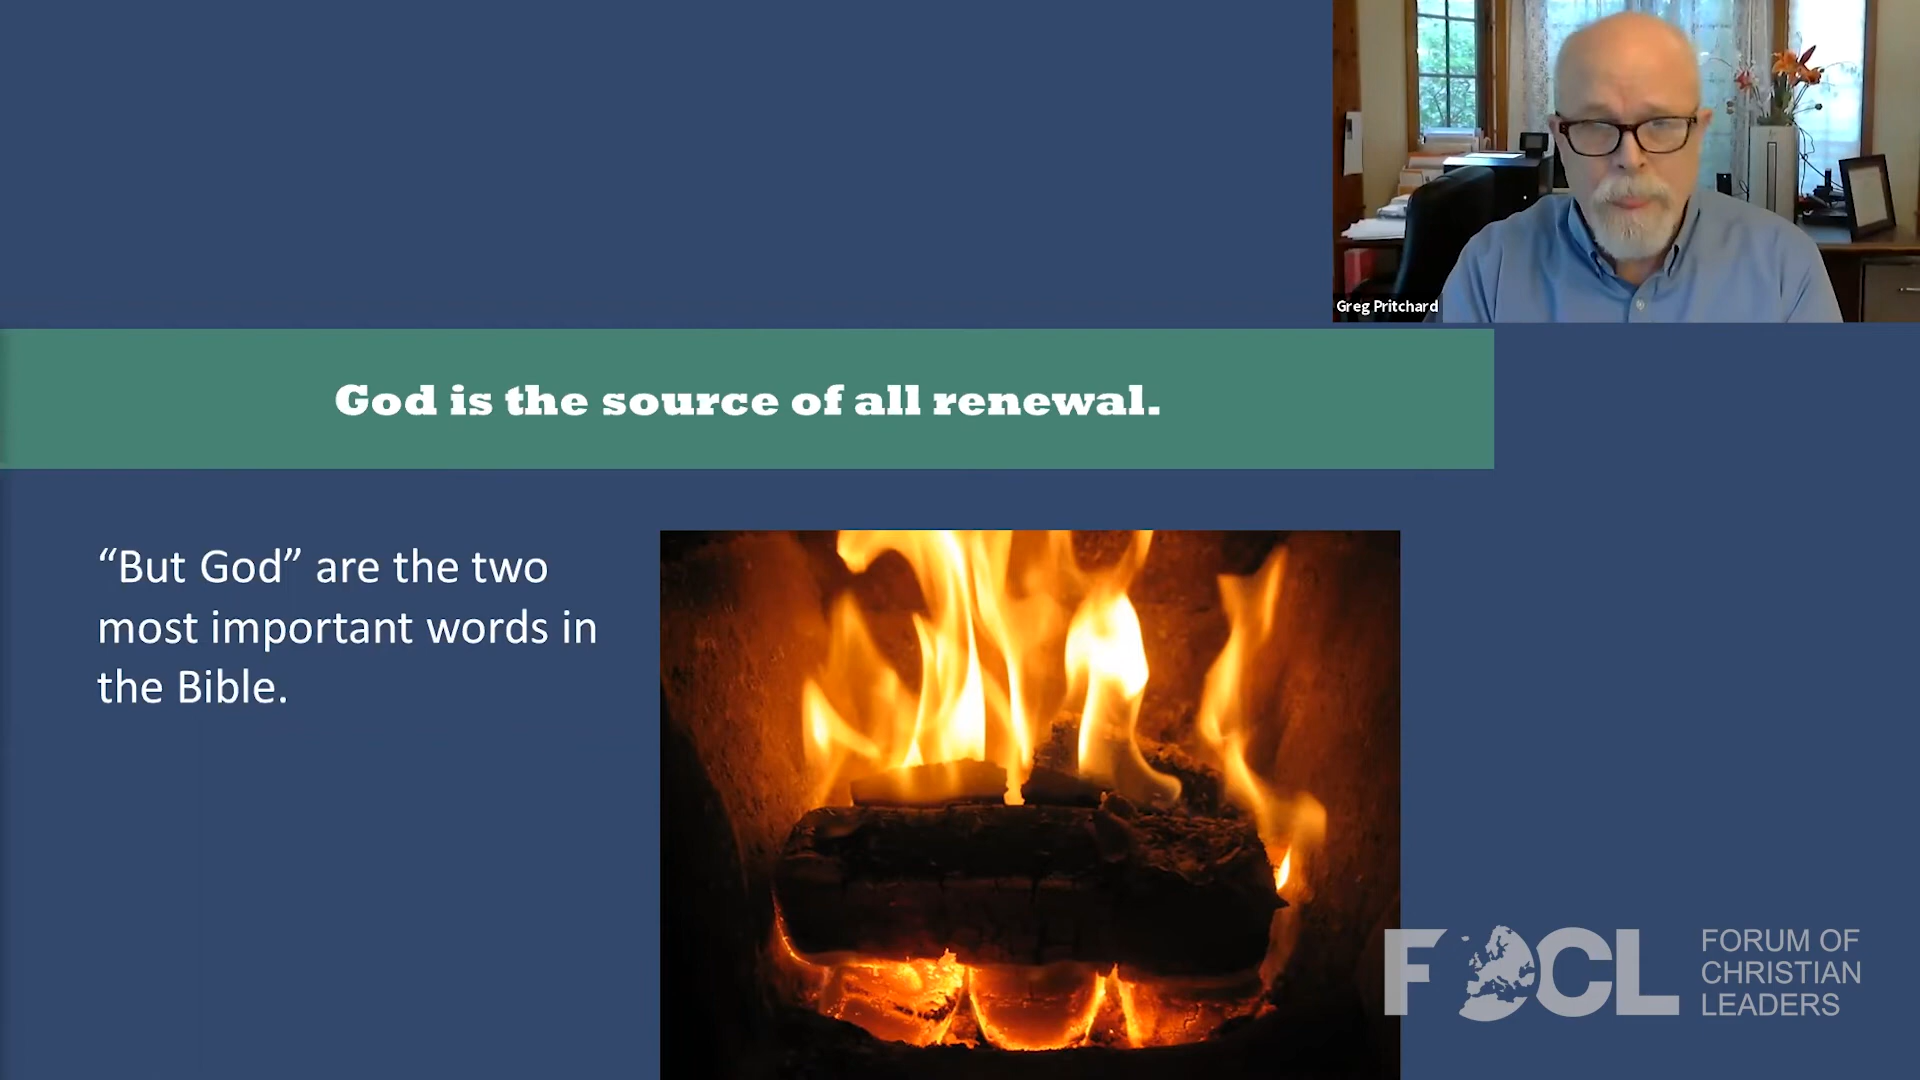 Greg Pritchard
God is the source of all renewal.
“But God” are the two
most important words in
the Bible.
FOCL
FORUM OF
CHRISTIAN
LEADERS